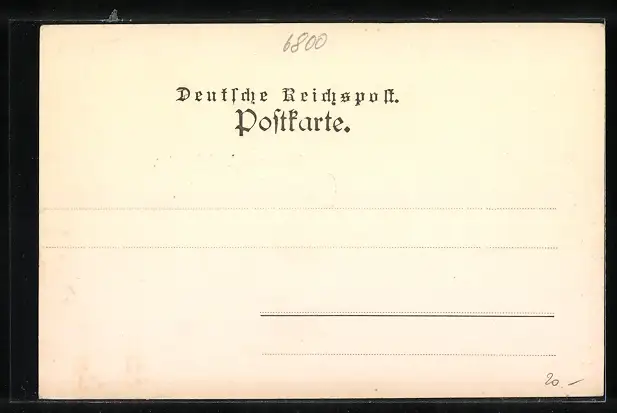 6800
Deutſche Reichspoſt.
Poſtkarte.
20.–